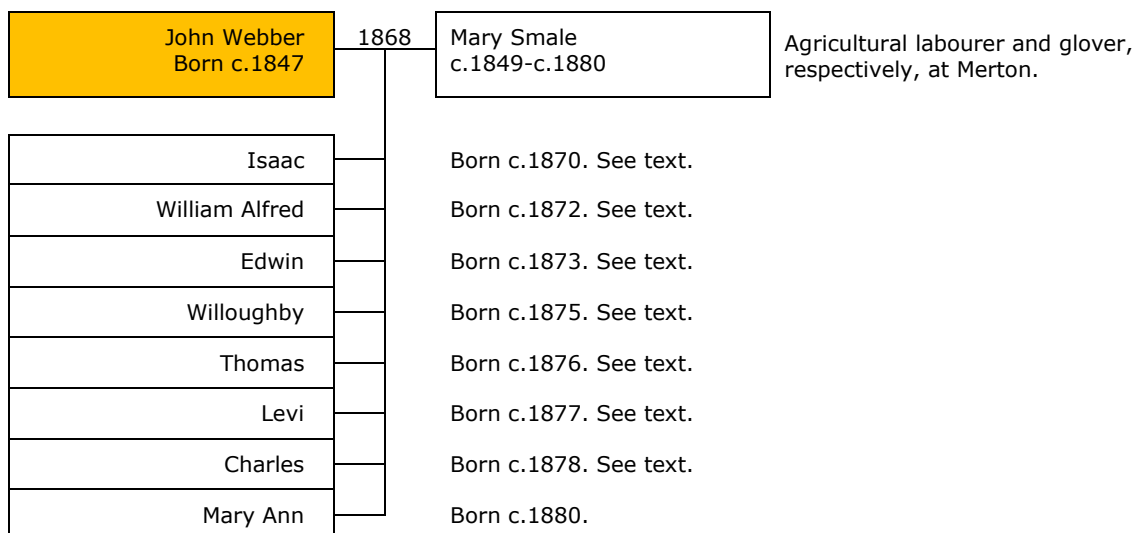 John Webber
Born c.1847
1868
Mary Smale
c.1849-c.1880
Agricultural labourer and glover,
respectively, at Merton.
Isaac
Born c.1870. See text.
William Alfred
Born c.1872. See text.
Edwin
Born c.1873. See text.
Willoughby
Born c.1875. See text.
Thomas
Born c.1876. See text.
Levi
Born c.1877. See text.
Charles
Born c.1878. See text.
Mary Ann
Born c.1880.